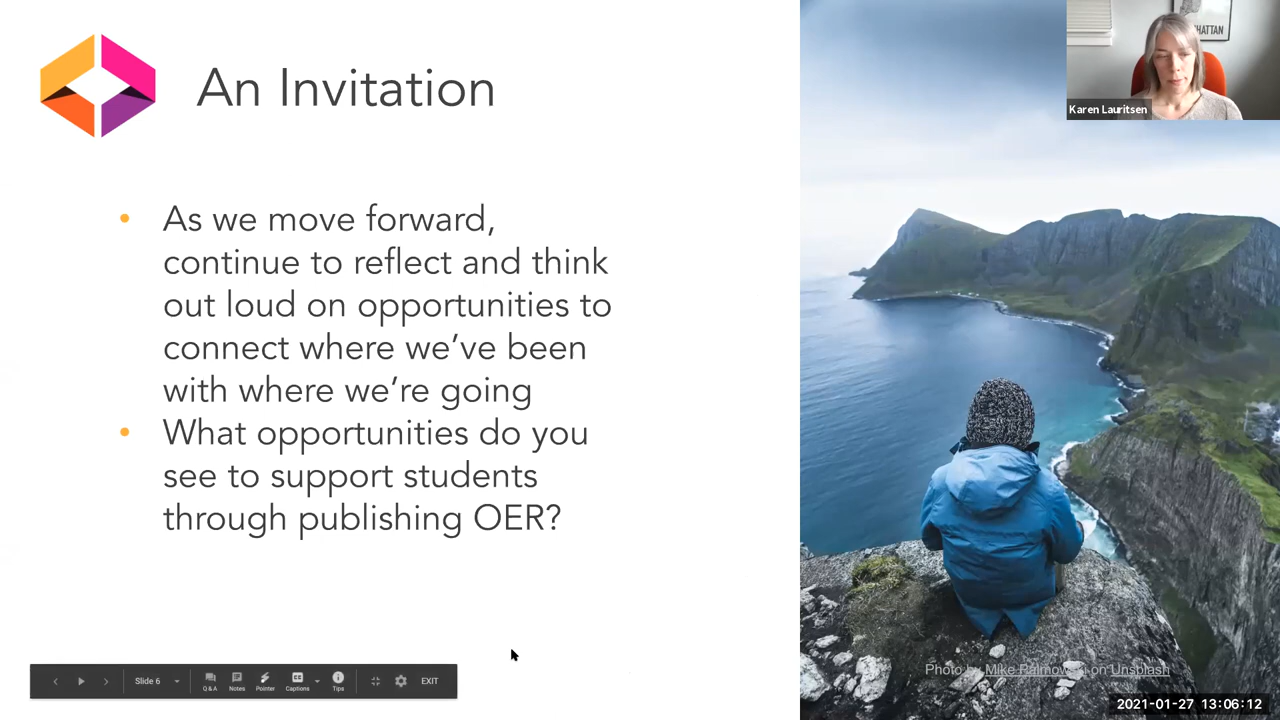 An Invitation
• As we move forward,
continue to reflect and think
out loud on opportunities to
connect where we’ve been
with where we’re going
• What opportunities do you
see to support students
through publishing OER?
HATTAN
Karen Lauritsen
Photo by Mike Palmowski on Unsplash
Slide 6
Q & A
Notes
Pointer
Captions
Tips
EXIT
2021-01-27 13:06:12